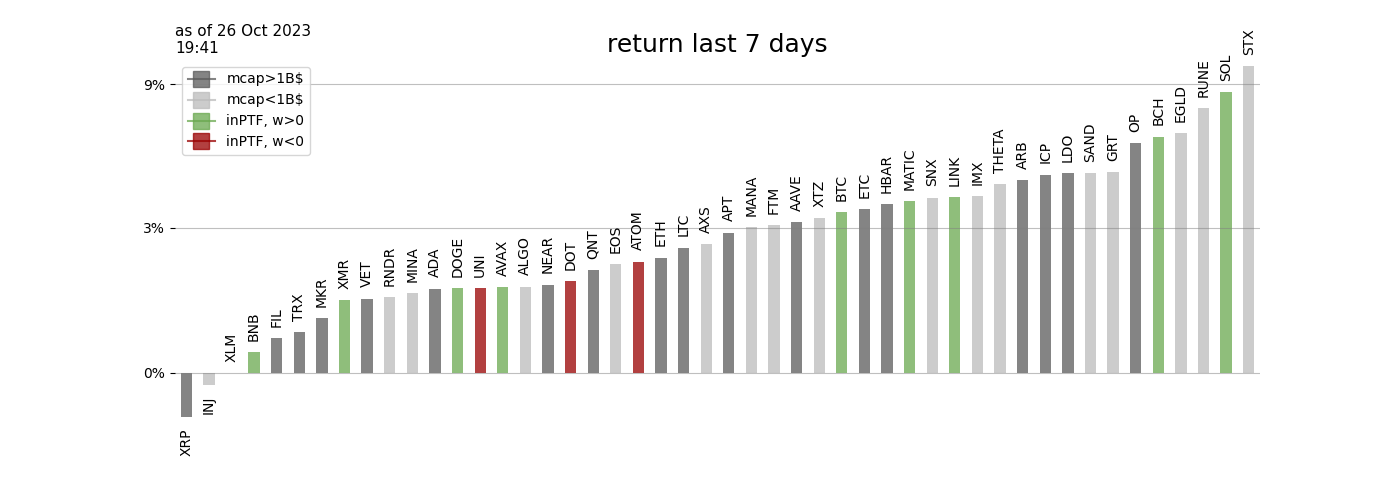 as of 26 Oct 2023
19:41
return last 7 days
mcap>1B$
mcap<1B$
inPTF, w>0
inPTF, w<0
9%
3%
0%
XRP
INJ
XLM
BNB
FIL
TRX
MKR
XMR
VET
RNDR
MINA
ADA
DOGE
UNI
AVAX
ALGO
NEAR
DOT
QNT
EOS
ATOM
ETH
LTC
AXS
APT
MANA
FTM
AAVE
XTZ
BTC
ETC
HBAR
MATIC
SNX
LINK
IMX
THETA
ARB
ICP
LDO
SAND
GRT
OP
BCH
EGLD
RUNE
SOL
STX